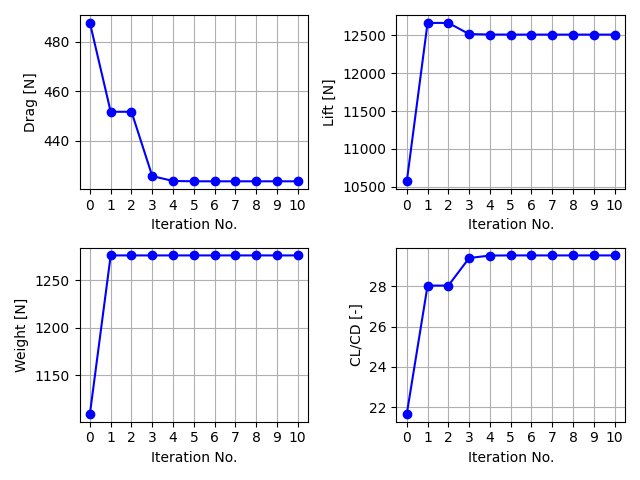 Drag [N]
480
460
440
0 1 2 3 4 5 6 7 8 9 10
Iteration No.
Lift [N]
12500
12000
11500
11000
10500
0 1 2 3 4 5 6 7 8 9 10
Iteration No.
Weight [N]
1250
1200
1150
0 1 2 3 4 5 6 7 8 9 10
Iteration No.
CL/CD [-]
28
26
24
22
0 1 2 3 4 5 6 7 8 9 10
Iteration No.